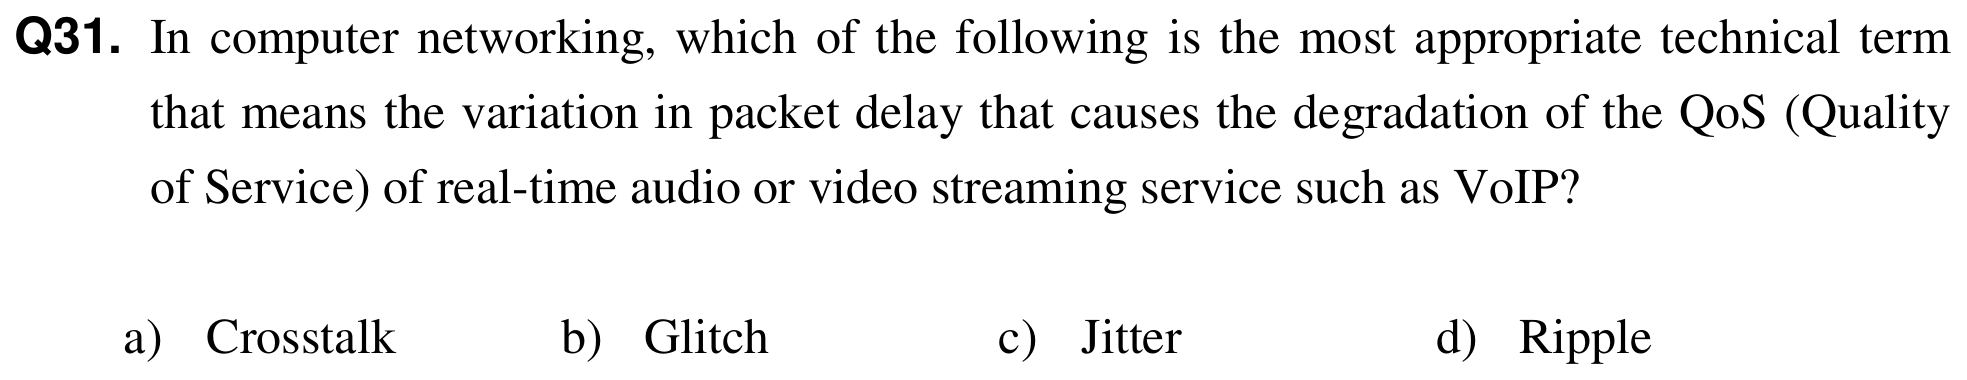 Q31. In computer networking, which of the following is the most appropriate technical term
that means the variation in packet delay that causes the degradation of the QoS (Quality
of Service) of real-time audio or video streaming service such as VoIP?
a) Crosstalk b) Glitch c) Jitter d) Ripple